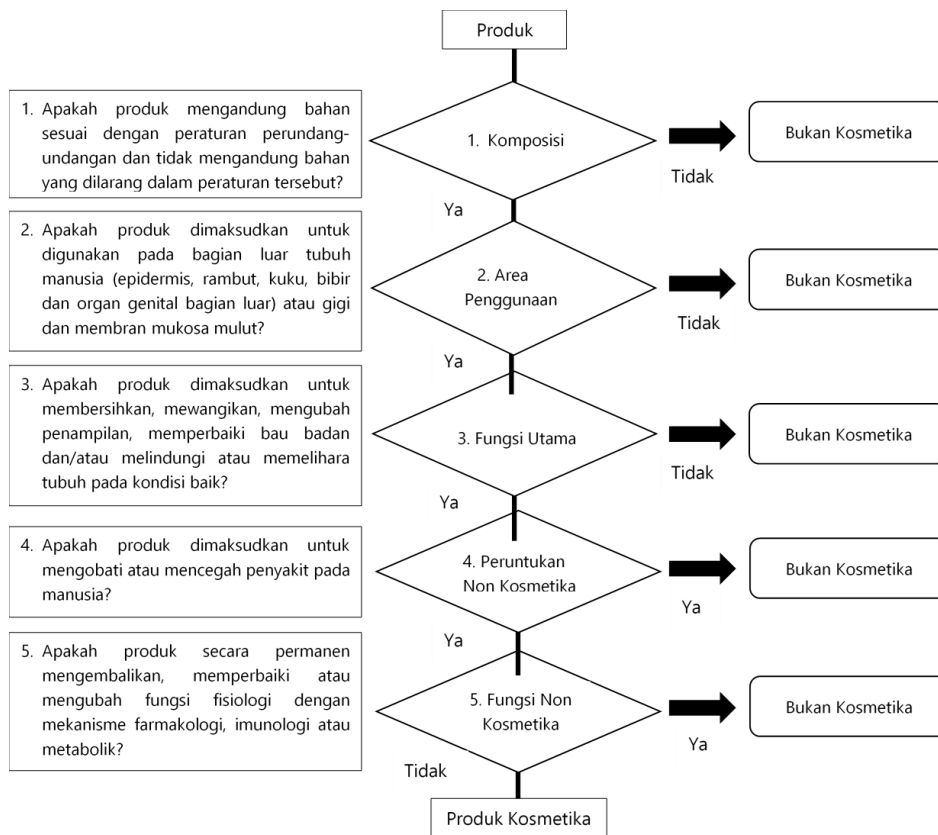 Produk
1. Apakah produk mengandung bahan
sesuai dengan peraturan perundang-
undangan dan tidak mengandung bahan
yang dilarang dalam peraturan tersebut?
1. Komposisi
Tidak
Bukan Kosmetika
Ya
2. Apakah produk dimaksudkan untuk
digunakan pada bagian luar tubuh
manusia (epidermis, rambut, kuku, bibir
dan organ genital bagian luar) atau gigi
dan membran mukosa mulut?
2. Area
Penggunaan
Tidak
Bukan Kosmetika
Ya
3. Apakah produk dimaksudkan untuk
membersihkan, mewangikan, mengubah
penampilan, memperbaiki bau badan
dan/atau melindungi atau memelihara
tubuh pada kondisi baik?
3. Fungsi Utama
Tidak
Bukan Kosmetika
Ya
4. Apakah produk dimaksudkan untuk
mengobati atau mencegah penyakit pada
manusia?
4. Peruntukan
Non Kosmetika
Ya
Bukan Kosmetika
Ya
5. Apakah produk secara permanen
mengembalikan, memperbaiki atau
mengubah fungsi fisiologi dengan
mekanisme farmakologi, imunologi atau
metabolik?
5. Fungsi Non
Kosmetika
Ya
Bukan Kosmetika
Tidak
Produk Kosmetika